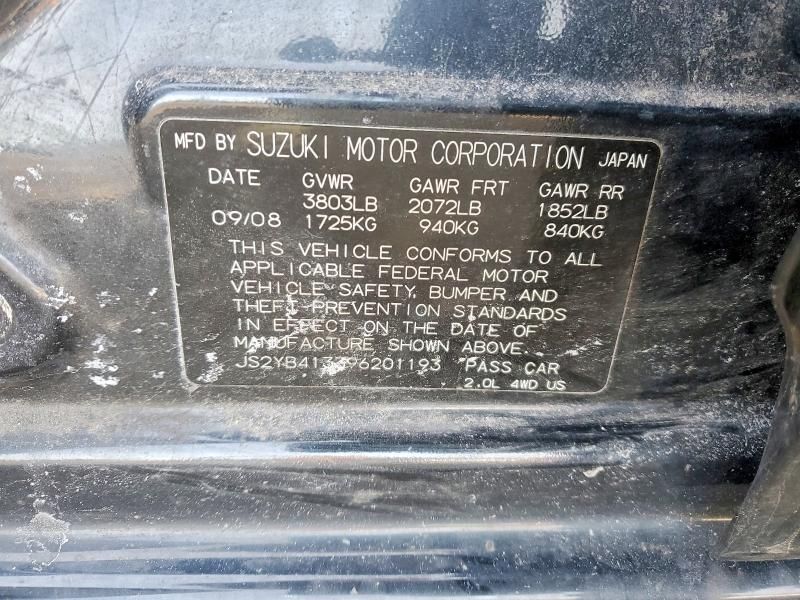 MFD BY SUZUKI MOTOR CORPORATION JAPAN
DATE GVWR GAWR FRT GAWR RR
3803LB 2072LB 1852LB
09/08 1725KG 940KG 840KG
THIS VEHICLE CONFORMS TO ALL
APPLICABLE FEDERAL MOTOR
VEHICLE SAFETY, BUMPER AND
THEFT PREVENTION STANDARDS
IN EFFECT ON THE DATE OF
MANUFACTURE SHOWN ABOVE.
PASS CAR
2.0L 4WD US